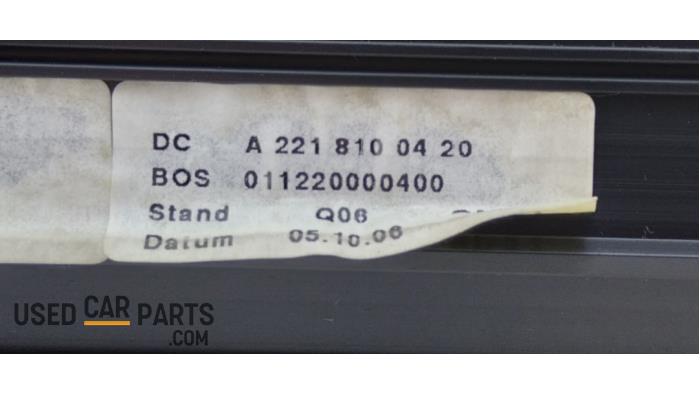 DC A 221 810 04 20
BOS 011220000400
Stand Q06
Datum 05.10.06
USED CAR PARTS
.COM